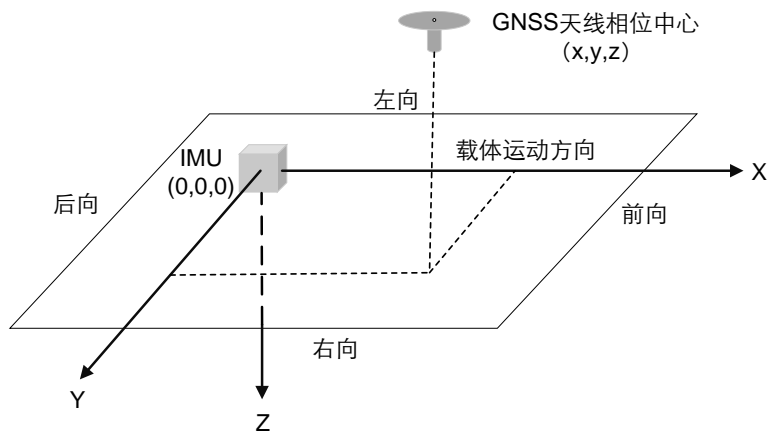 GNSS天线相位中心
（x,y,z）
左向
IMU
(0,0,0)
载体运动方向
X
后向
前向
右向
Y
Z